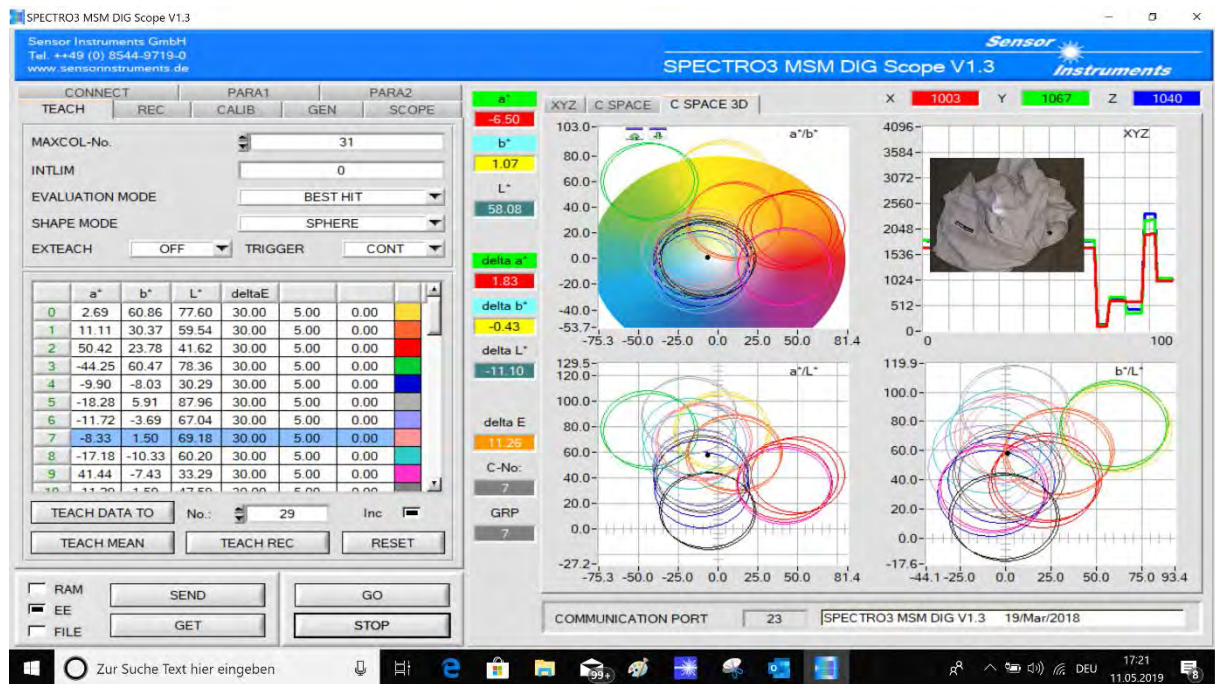 SPECTRO3 MSM DIG Scope V1.3
Sensor Instruments GmbH
Tel. ++49 (0) 8544-9719-0
www.sensorinstruments.de
Sensor
Instruments
SPECTRO3 MSM DIG Scope V1.3
CONNECT PARA1 PARA2
TEACH REC CALIB GEN SCOPE
MAXCOL-No. 31
INTLIM 0
EVALUATION MODE BEST HIT
SHAPE MODE SPHERE
EXTEACH OFF TRIGGER CONT
a* b* L* deltaE
0 2.69 60.86 77.60 30.00 5.00 0.00
1 11.11 30.37 59.54 30.00 5.00 0.00
2 50.42 23.78 41.62 30.00 5.00 0.00
3 -44.25 60.47 78.36 30.00 5.00 0.00
4 -9.90 -8.03 30.29 30.00 5.00 0.00
5 -18.28 5.91 87.96 30.00 5.00 0.00
6 -11.72 -3.69 67.04 30.00 5.00 0.00
7 -8.33 1.50 69.18 30.00 5.00 0.00
8 -17.18 -10.33 60.20 30.00 5.00 0.00
9 41.44 -7.43 33.29 30.00 5.00 0.00
TEACH DATA TO No.: 29 Inc
TEACH MEAN TEACH REC RESET
RAM
EE
FILE
SEND GO
GET STOP
a*
-6.50
b*
1.07
L*
58.08
delta a*
1.83
delta b*
-0.43
delta L*
-11.10
delta E
11.26
C-No:
7
GRP
7
XYZ C SPACE C SPACE 3D
X 1003 Y 1067 Z 1040
a*/b*
103.0
80.0
60.0
40.0
20.0
0.0
-20.0
-40.0
-53.7
-75.3 -50.0 -25.0 0.0 25.0 50.0 81.4
XYZ
4096
3584
3072
2560
2048
1536
1024
512
0
0 100
a*/L*
129.5
120.0
100.0
80.0
60.0
40.0
20.0
0.0
-27.2
-75.3 -50.0 -25.0 0.0 25.0 50.0 81.4
b*/L*
119.9
100.0
80.0
60.0
40.0
20.0
0.0
-17.6
-44.1 -25.0 0.0 25.0 50.0 75.0 93.4
COMMUNICATION PORT 23 SPECTRO3 MSM DIG V1.3 19/Mar/2018
Zur Suche Text hier eingeben
99+
DEU
17:21
11.05.2019
8